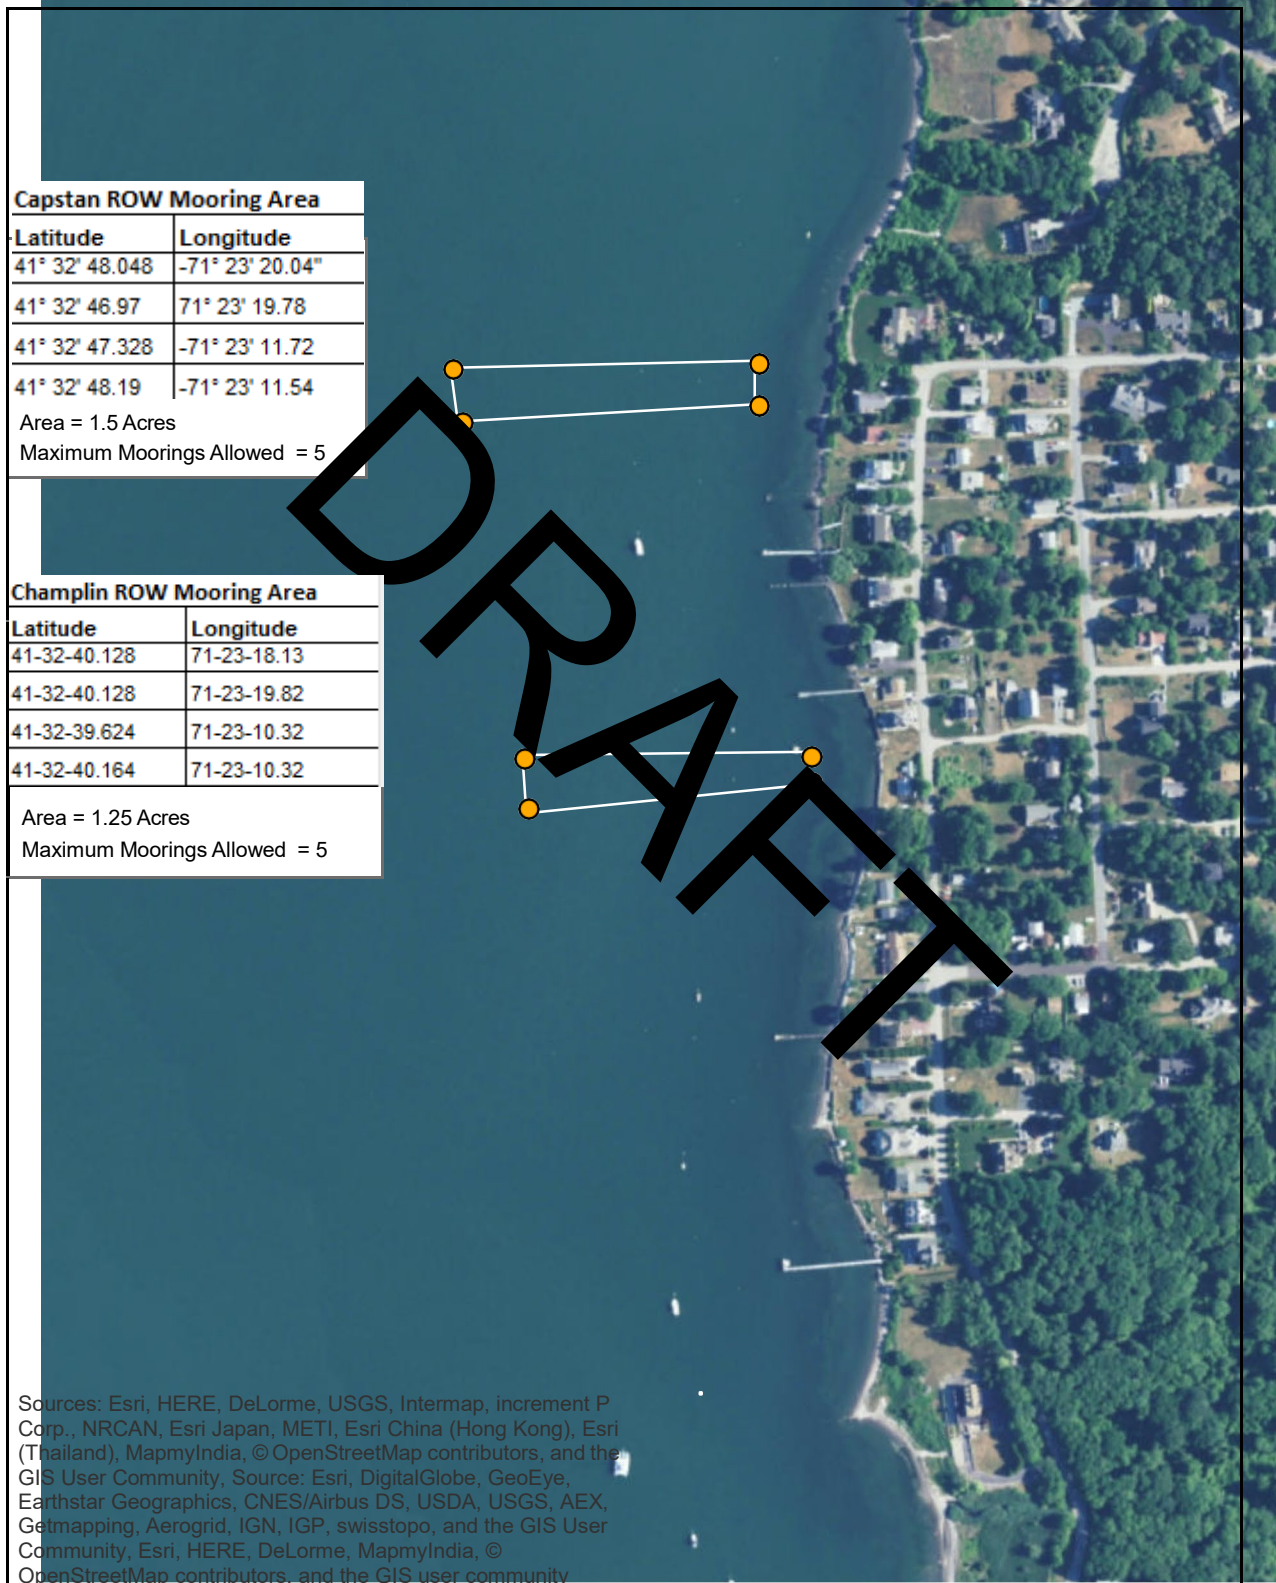 Capstan ROW Mooring Area
Latitude Longitude
41° 32' 48.048 -71° 23' 20.04"
41° 32' 46.97 71° 23' 19.78
41° 32' 47.328 -71° 23' 11.72
41° 32' 48.19 -71° 23' 11.54
Area = 1.5 Acres
Maximum Moorings Allowed = 5
DRAFT
Champlin ROW Mooring Area
Latitude Longitude
41-32-40.128 71-23-18.13
41-32-40.128 71-23-19.82
41-32-39.624 71-23-10.32
41-32-40.164 71-23-10.32
Area = 1.25 Acres
Maximum Moorings Allowed = 5
Sources: Esri, HERE, DeLorme, USGS, Intermap, increment P
Corp., NRCAN, Esri Japan, METI, Esri China (Hong Kong), Esri
(Thailand), MapmyIndia, © OpenStreetMap contributors, and the
GIS User Community, Source: Esri, DigitalGlobe, GeoEye,
Earthstar Geographics, CNES/Airbus DS, USDA, USGS, AEX,
Getmapping, Aerogrid, IGN, IGP, swisstopo, and the GIS User
Community, Esri, HERE, DeLorme, MapmyIndia, ©
OpenStreetMap contributors, and the GIS user community